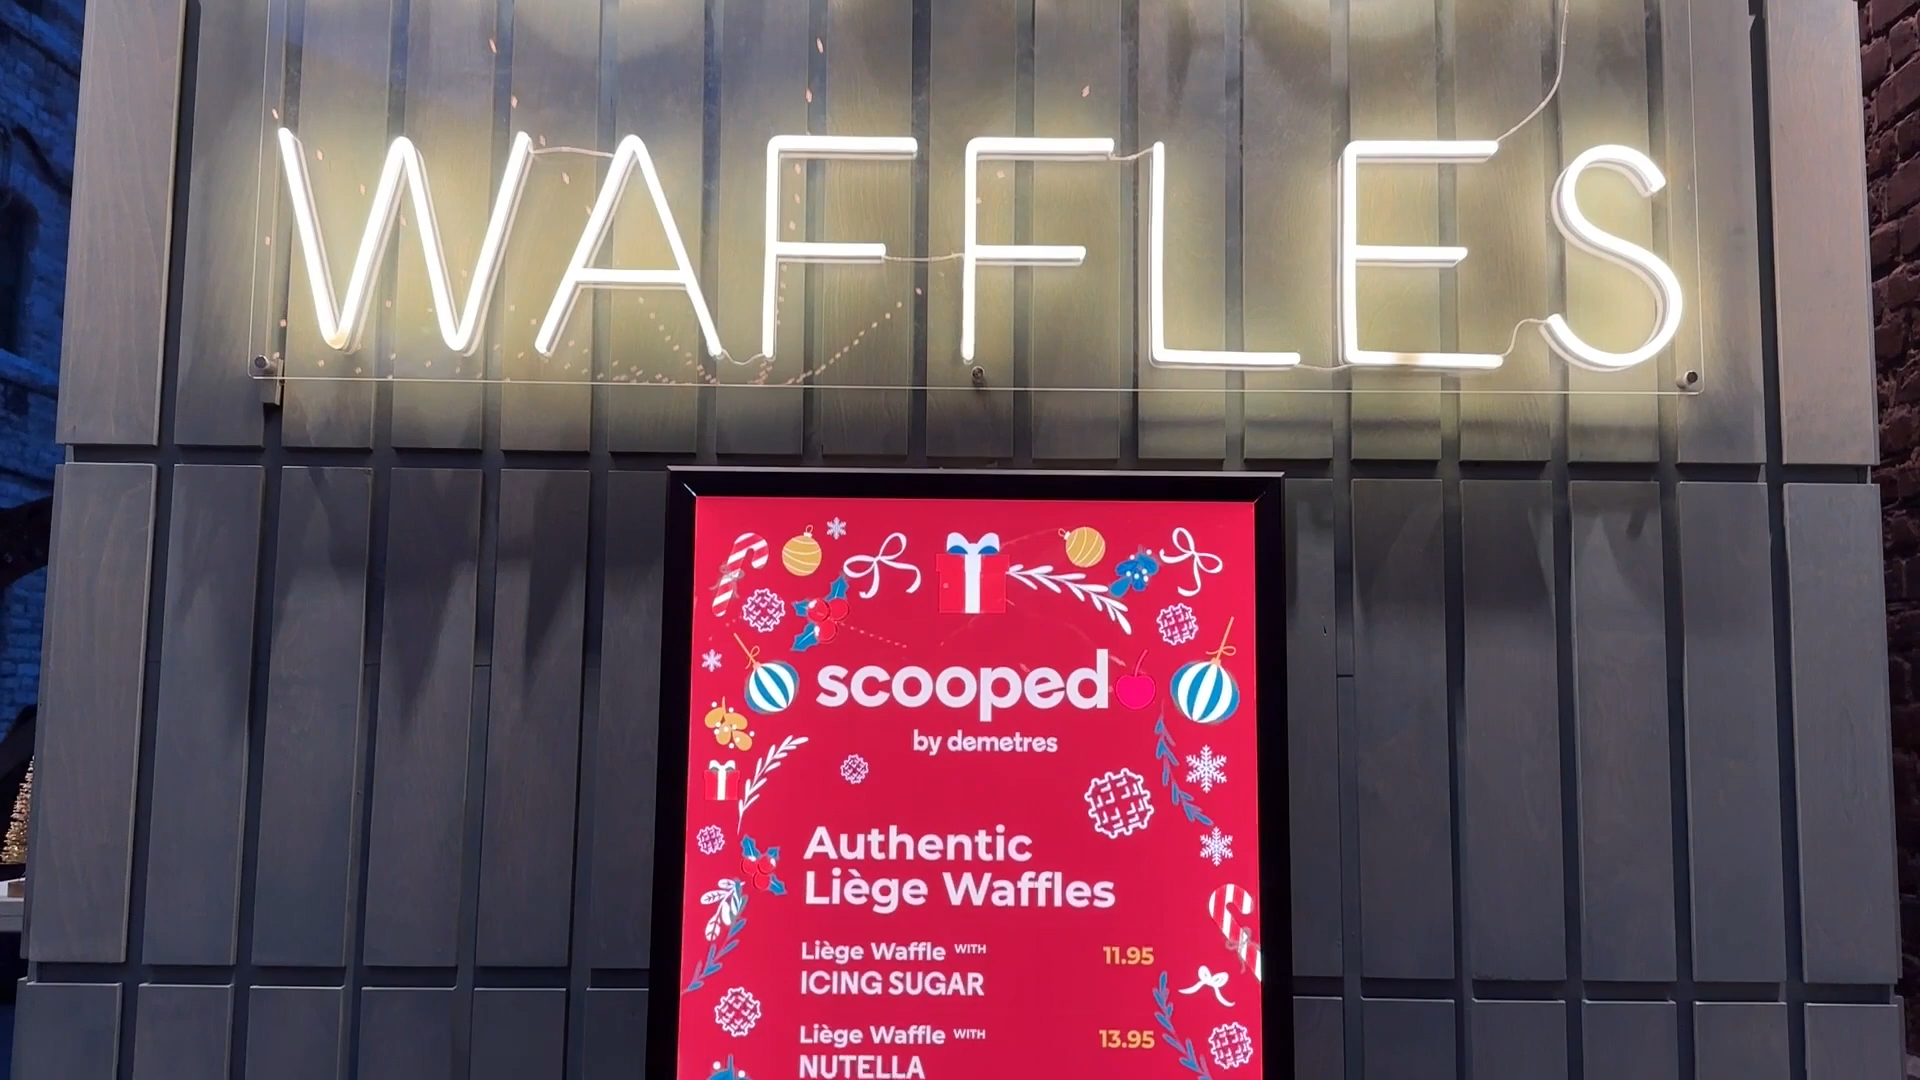 WAFFLES
scooped
by demetres
Authentic
Liège Waffles
Liège Waffle WITH 11.95
ICING SUGAR
Liège Waffle WITH 13.95
NUTELLA